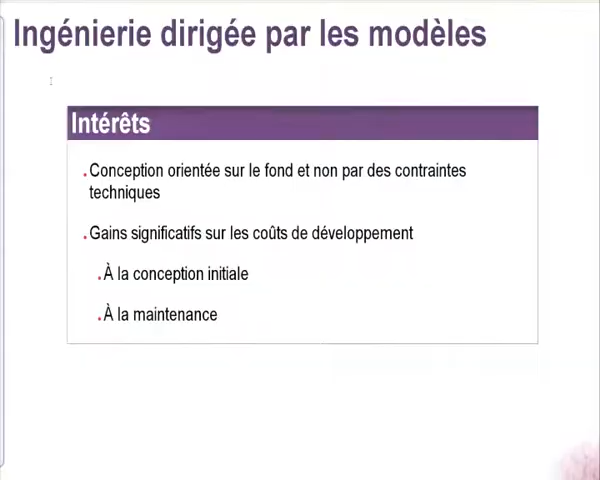 Ingénierie dirigée par les modèles
Intérêts
.Conception orientée sur le fond et non par des contraintes
techniques
.Gains significatifs sur les coûts de développement
.À la conception initiale
.À la maintenance